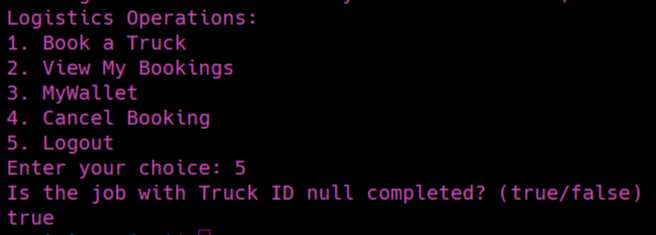 Logistics Operations:
1. Book a Truck
2. View My Bookings
3. MyWallet
4. Cancel Booking
5. Logout
Enter your choice: 5
Is the job with Truck ID null completed? (true/false)
true